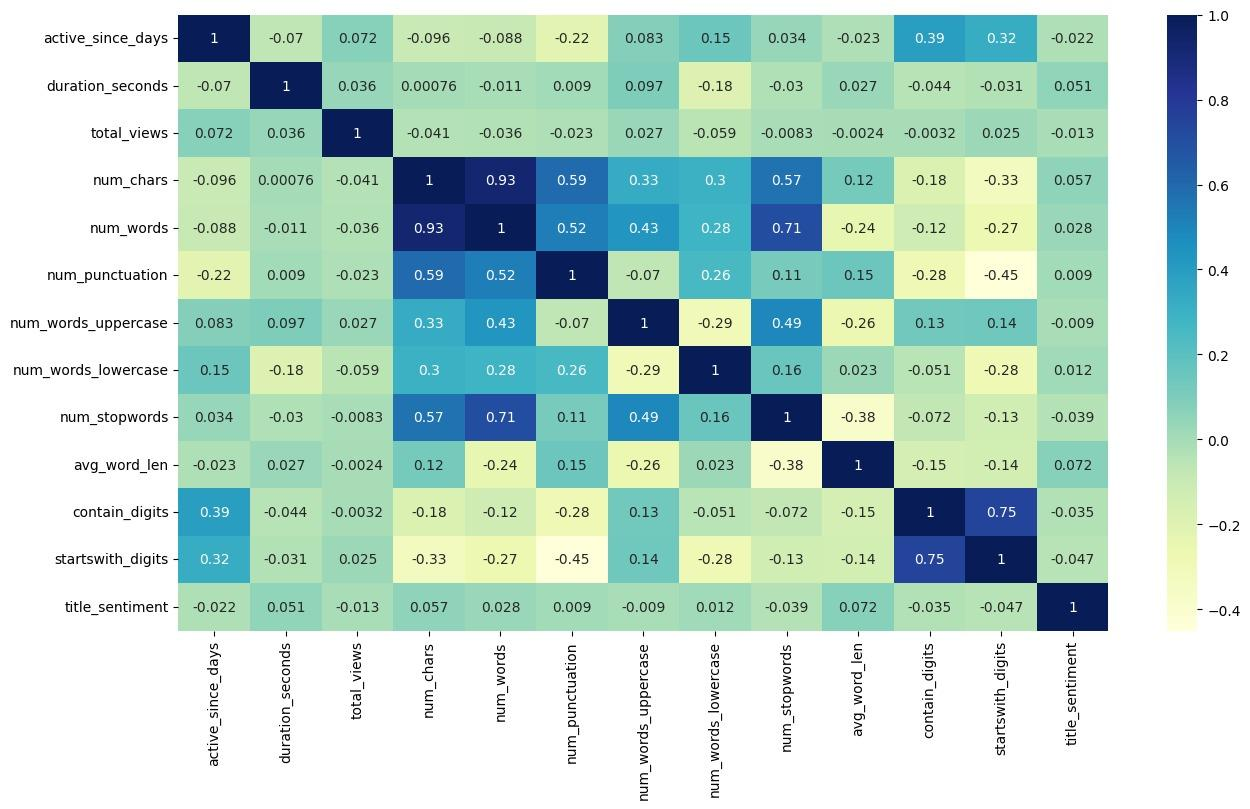 active_since_days 1 -0.07 0.072 -0.096 -0.088 -0.22 0.083 0.15 0.034 -0.023 0.39 0.32 -0.022
duration_seconds -0.07 1 0.036 0.00076 -0.011 0.009 0.097 -0.18 -0.03 0.027 -0.044 -0.031 0.051
total_views 0.072 0.036 1 -0.041 -0.036 -0.023 0.027 -0.059 -0.0083 -0.0024 -0.0032 0.025 -0.013
num_chars -0.096 0.00076 -0.041 1 0.93 0.59 0.33 0.3 0.57 0.12 -0.18 -0.33 0.057
num_words -0.088 -0.011 -0.036 0.93 1 0.52 0.43 0.28 0.71 -0.24 -0.12 -0.27 0.028
num_punctuation -0.22 0.009 -0.023 0.59 0.52 1 -0.07 0.26 0.11 0.15 -0.28 -0.45 0.009
num_words_uppercase 0.083 0.097 0.027 0.33 0.43 -0.07 1 -0.29 0.49 -0.26 0.13 0.14 -0.009
num_words_lowercase 0.15 -0.18 -0.059 0.3 0.28 0.26 -0.29 1 0.16 0.023 -0.051 -0.28 0.012
num_stopwords 0.034 -0.03 -0.0083 0.57 0.71 0.11 0.49 0.16 1 -0.38 -0.072 -0.13 -0.039
avg_word_len -0.023 0.027 -0.0024 0.12 -0.24 0.15 -0.26 0.023 -0.38 1 -0.15 -0.14 0.072
contain_digits 0.39 -0.044 -0.0032 -0.18 -0.12 -0.28 0.13 -0.051 -0.072 -0.15 1 0.75 -0.035
startswith_digits 0.32 -0.031 0.025 -0.33 -0.27 -0.45 0.14 -0.28 -0.13 -0.14 0.75 1 -0.047
title_sentiment -0.022 0.051 -0.013 0.057 0.028 0.009 -0.009 0.012 -0.039 0.072 -0.035 -0.047 1
active_since_days
duration_seconds
total_views
num_chars
num_words
num_punctuation
num_words_uppercase
num_words_lowercase
num_stopwords
avg_word_len
contain_digits
startswith_digits
title_sentiment
1.0
0.8
0.6
0.4
0.2
0.0
−0.2
−0.4